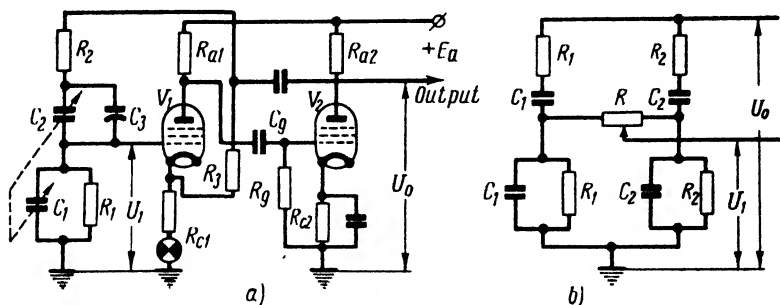 R2
Ra1
Ra2
+Ea
V1
V2
Output
C2
C3
Cg
R3
C1
R1
U1
Rg
Rc2
Rc1
U0
a)
R1
R2
C1
C2
R
U0
C1
R1
C2
R2
U1
b)